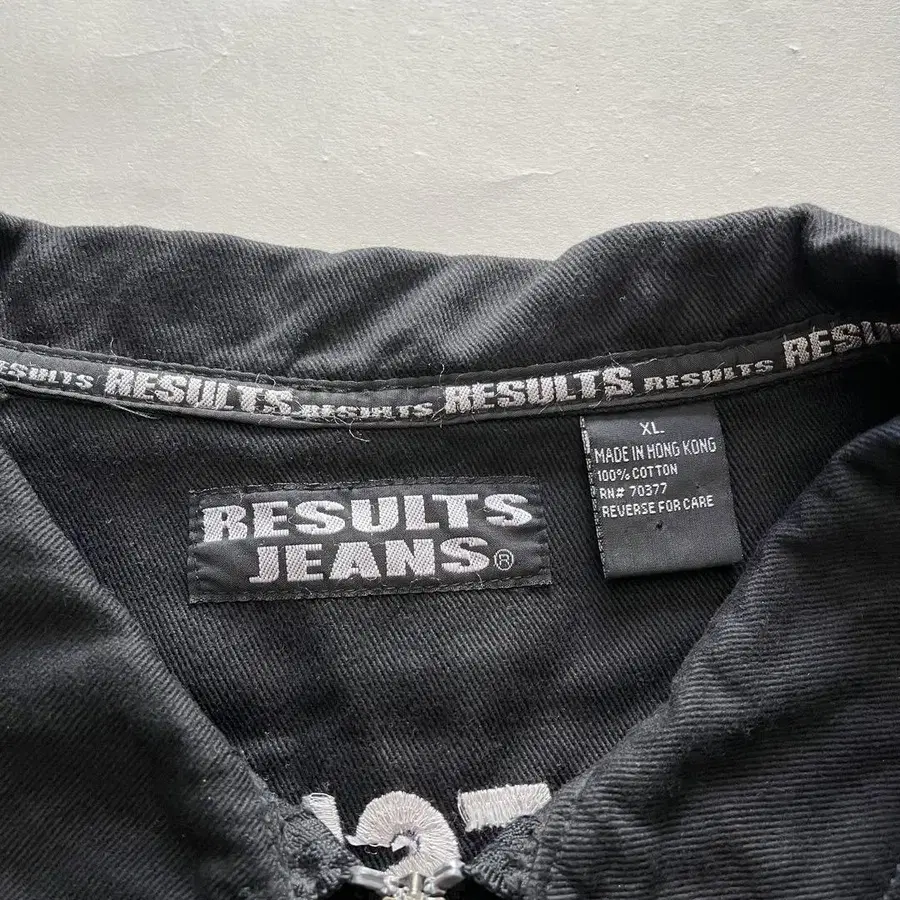 RESULTS RESULTS RESULTS RESULTS RESULTS
RESULTS
JEANS®
XL
MADE IN HONG KONG
100% COTTON
RN# 70377
REVERSE FOR CARE